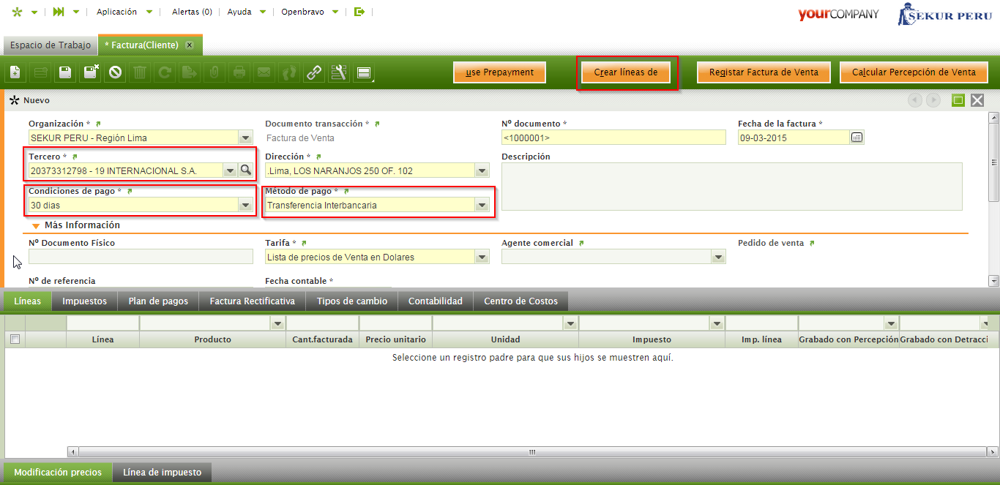 Aplicación Alertas (0) Ayuda Openbravo yourCOMPANY SEKUR PERU
Espacio de Trabajo * Factura(Cliente) x
use Prepayment Crear líneas de Registar Factura de Venta Calcular Percepción de Venta
Nuevo
Organización * Documento transacción * Nº documento * Fecha de la factura *
SEKUR PERU - Región Lima Factura de Venta <1000001> 09-03-2015
Tercero * Dirección * Descripción
20373312798 - 19 INTERNACIONAL S.A. .Lima, LOS NARANJOS 250 OF. 102
Condiciones de pago * Método de pago *
30 dias Transferencia Interbancaria
Más Información
Nº Documento Físico Tarifa * Agente comercial Pedido de venta
Lista de precios de Venta en Dolares
Nº de referencia Fecha contable *
Líneas Impuestos Plan de pagos Factura Rectificativa Tipos de cambio Contabilidad Centro de Costos
Línea Producto Cant.facturada Precio unitario Unidad Impuesto Imp. línea Grabado con Percepción Grabado con Detracci
Seleccione un registro padre para que sus hijos se muestren aquí.
Modificación precios Línea de impuesto